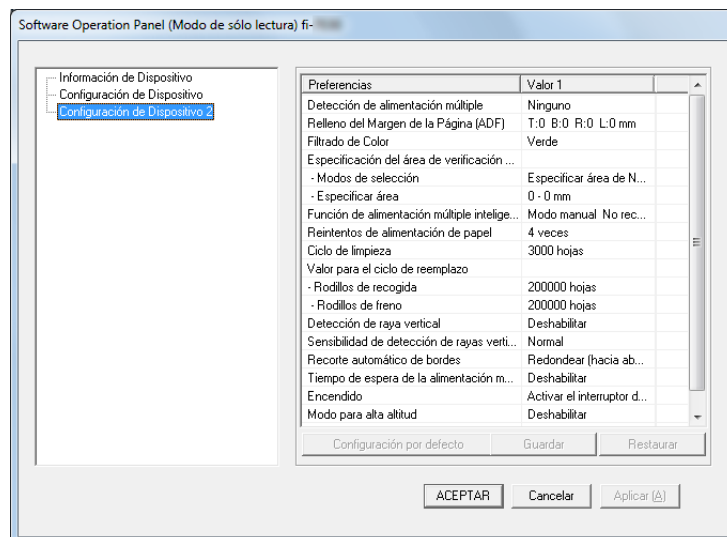 Software Operation Panel (Modo de sólo lectura) fi-
Información de Dispositivo
Configuración de Dispositivo
Configuración de Dispositivo 2
Preferencias Valor 1
Detección de alimentación múltiple Ninguno
Relleno del Margen de la Página (ADF) T:0 B:0 R:0 L:0 mm
Filtrado de Color Verde
Especificación del área de verificación ...
- Modos de selección Especificar área de N...
- Especificar área 0 - 0 mm
Función de alimentación múltiple intelige... Modo manual No rec...
Reintentos de alimentación de papel 4 veces
Ciclo de limpieza 3000 hojas
Valor para el ciclo de reemplazo
- Rodillos de recogida 200000 hojas
- Rodillos de freno 200000 hojas
Detección de raya vertical Deshabilitar
Sensibilidad de detección de rayas verti... Normal
Recorte automático de bordes Redondear (hacia ab...
Tiempo de espera de la alimentación m... Deshabilitar
Encendido Activar el interruptor d...
Modo para alta altitud Deshabilitar
Configuración por defecto Guardar Restaurar
ACEPTAR Cancelar Aplicar (A)